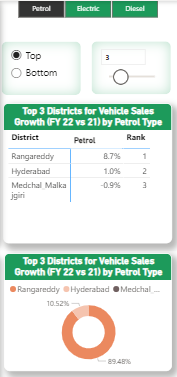 Petrol Electric Diesel
Top
Bottom
3
Top 3 Districts for Vehicle Sales
Growth (FY 22 vs 21) by Petrol Type
District Petrol Rank
Rangareddy 8.7% 1
Hyderabad 1.0% 2
Medchal_Malka -0.9% 3
jgiri
Top 3 Districts for Vehicle Sales
Growth (FY 22 vs 21) by Petrol Type
Rangareddy Hyderabad Medchal_...
10.52%
89.48%